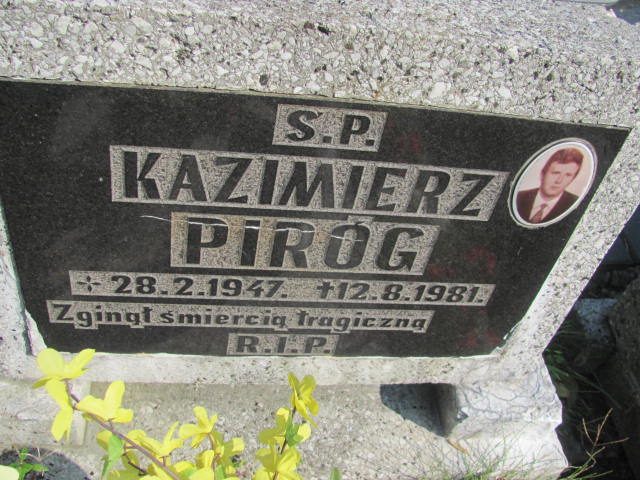 Ś.P.
KAZIMIERZ
PIRÓG
* 28.2.1947. †12.8.1981.
Zginął śmiercią tragiczną
R.I.P.